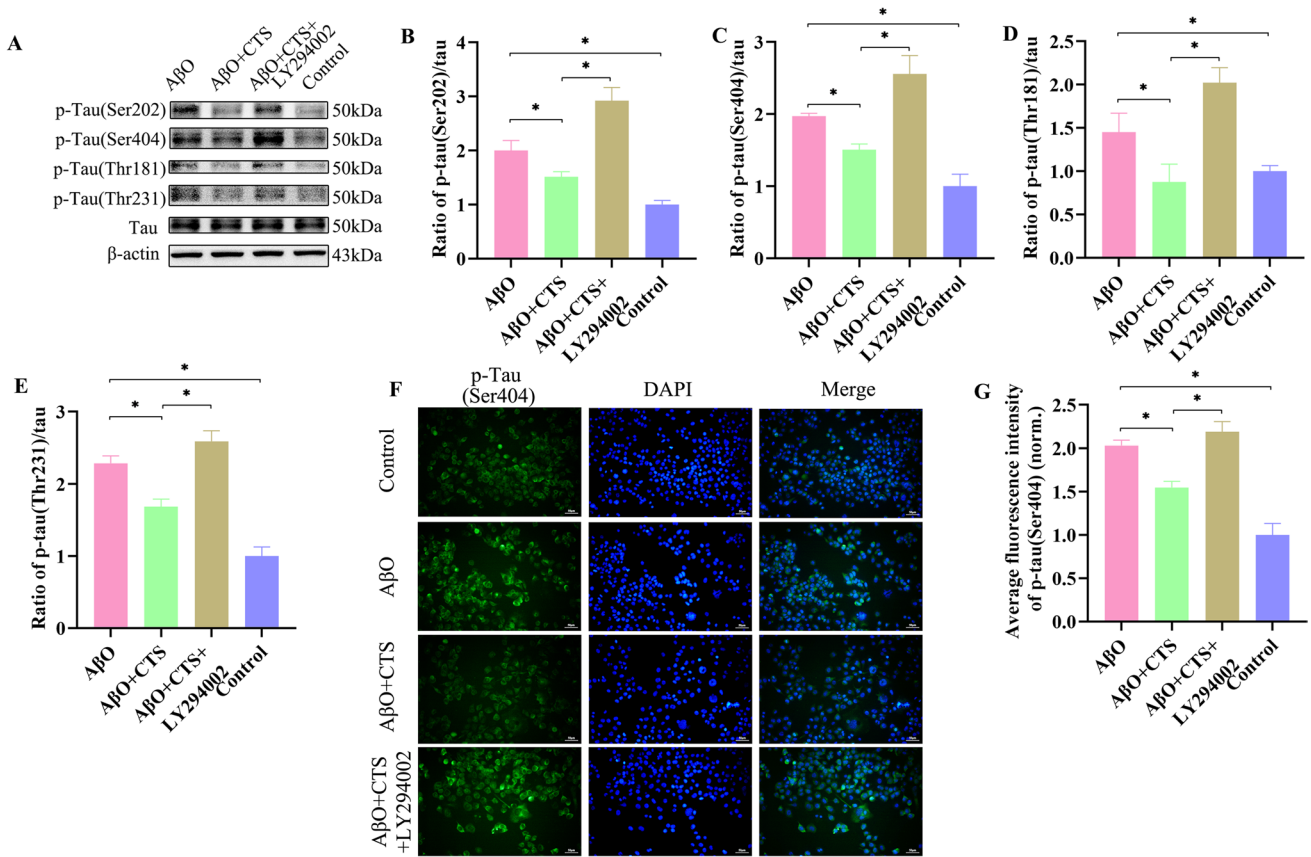 A
AβO
AβO+CTS
AβO+CTS+
LY294002
Control
p-Tau(Ser202)
50kDa
p-Tau(Ser404)
50kDa
p-Tau(Thr181)
50kDa
p-Tau(Thr231)
50kDa
Tau
50kDa
β-actin
43kDa
B
Ratio of p-tau(Ser202)/tau
4
3
2
1
0
*
*
*
AβO
AβO+CTS
AβO+CTS+
LY294002
Control
C
Ratio of p-tau(Ser404)/tau
3
2
1
0
*
*
*
AβO
AβO+CTS
AβO+CTS+
LY294002
Control
D
Ratio of p-tau(Thr181)/tau
2.5
2.0
1.5
1.0
0.5
0.0
*
*
*
AβO
AβO+CTS
AβO+CTS+
LY294002
Control
E
Ratio of p-tau(Thr231)/tau
3
2
1
0
*
*
*
AβO
AβO+CTS
AβO+CTS+
LY294002
Control
F
p-Tau
(Ser404)
DAPI
Merge
Control
AβO
AβO+CTS
AβO+CTS
+LY294002
G
Average fluorescence intensity
of p-tau(Ser404) (norm.)
2.5
2.0
1.5
1.0
0.5
0.0
*
*
*
AβO
AβO+CTS
AβO+CTS+
LY294002
Control